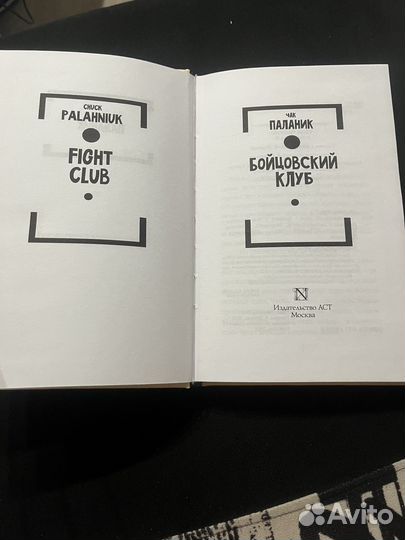 CHUCK
PALAHNIUK
FIGHT
CLUB
ЧАК
ПАЛАНИК
БОЙЦОВСКИЙ
КЛУБ
N
Издательство АСТ
Москва
Avito